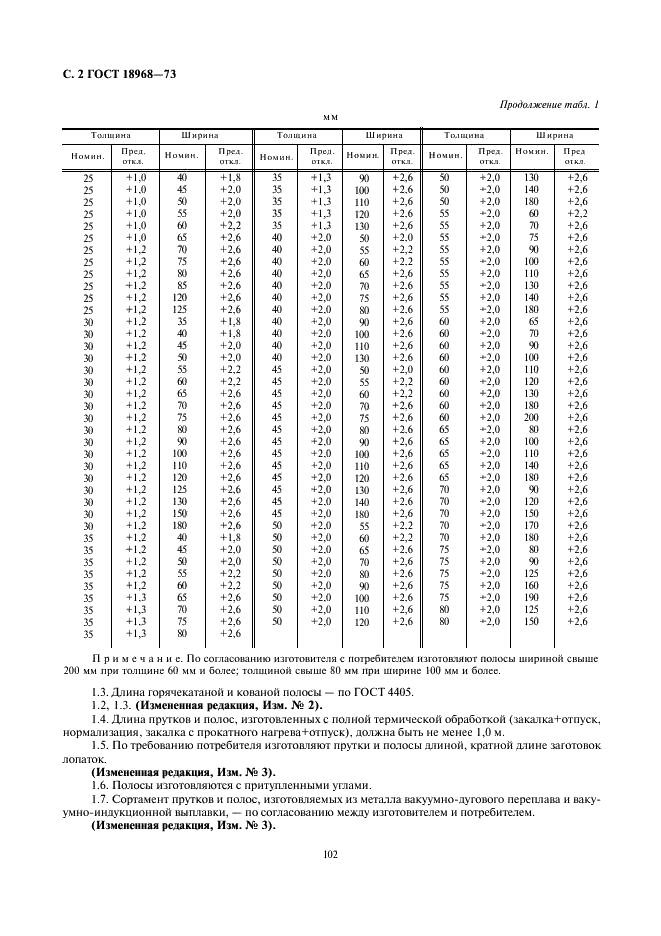 С. 2 ГОСТ 18968—73
Продолжение табл. 1
мм
Толщина Ширина Толщина Ширина Толщина Ширина
Номин. Пред. откл. Номин. Пред. откл. Номин. Пред. откл. Номин. Пред. откл. Номин. Пред. откл. Номин. Пред откл.
25 +1,0 40 +1,8 35 +1,3 90 +2,6 50 +2,0 130 +2,6
25 +1,0 45 +2,0 35 +1,3 100 +2,6 50 +2,0 140 +2,6
25 +1,0 50 +2,0 35 +1,3 110 +2,6 50 +2,0 180 +2,6
25 +1,0 55 +2,0 35 +1,3 120 +2,6 55 +2,0 60 +2,2
25 +1,0 60 +2,2 35 +1,3 130 +2,6 55 +2,0 70 +2,6
25 +1,0 65 +2,6 40 +2,0 50 +2,0 55 +2,0 75 +2,6
25 +1,2 70 +2,6 40 +2,0 55 +2,2 55 +2,0 90 +2,6
25 +1,2 75 +2,6 40 +2,0 60 +2,2 55 +2,0 100 +2,6
25 +1,2 80 +2,6 40 +2,0 65 +2,6 55 +2,0 110 +2,6
25 +1,2 85 +2,6 40 +2,0 70 +2,6 55 +2,0 130 +2,6
25 +1,2 120 +2,6 40 +2,0 75 +2,6 55 +2,0 140 +2,6
25 +1,2 125 +2,6 40 +2,0 80 +2,6 55 +2,0 180 +2,6
30 +1,2 35 +1,8 40 +2,0 90 +2,6 60 +2,0 65 +2,6
30 +1,2 40 +1,8 40 +2,0 100 +2,6 60 +2,0 70 +2,6
30 +1,2 45 +2,0 40 +2,0 110 +2,6 60 +2,0 90 +2,6
30 +1,2 50 +2,0 40 +2,0 130 +2,6 60 +2,0 100 +2,6
30 +1,2 55 +2,2 45 +2,0 50 +2,0 60 +2,0 110 +2,6
30 +1,2 60 +2,2 45 +2,0 55 +2,2 60 +2,0 120 +2,6
30 +1,2 65 +2,6 45 +2,0 60 +2,2 60 +2,0 130 +2,6
30 +1,2 70 +2,6 45 +2,0 70 +2,6 60 +2,0 180 +2,6
30 +1,2 75 +2,6 45 +2,0 75 +2,6 60 +2,0 200 +2,6
30 +1,2 80 +2,6 45 +2,0 80 +2,6 65 +2,0 80 +2,6
30 +1,2 90 +2,6 45 +2,0 90 +2,6 65 +2,0 100 +2,6
30 +1,2 100 +2,6 45 +2,0 100 +2,6 65 +2,0 110 +2,6
30 +1,2 110 +2,6 45 +2,0 110 +2,6 65 +2,0 140 +2,6
30 +1,2 120 +2,6 45 +2,0 120 +2,6 65 +2,0 180 +2,6
30 +1,2 125 +2,6 45 +2,0 130 +2,6 70 +2,0 90 +2,6
30 +1,2 130 +2,6 45 +2,0 140 +2,6 70 +2,0 120 +2,6
30 +1,2 150 +2,6 45 +2,0 180 +2,6 70 +2,0 150 +2,6
30 +1,2 180 +2,6 50 +2,0 55 +2,2 70 +2,0 170 +2,6
35 +1,2 40 +1,8 50 +2,0 60 +2,2 70 +2,0 180 +2,6
35 +1,2 45 +2,0 50 +2,0 65 +2,6 75 +2,0 80 +2,6
35 +1,2 50 +2,0 50 +2,0 70 +2,6 75 +2,0 90 +2,6
35 +1,2 55 +2,2 50 +2,0 80 +2,6 75 +2,0 125 +2,6
35 +1,2 60 +2,2 50 +2,0 90 +2,6 75 +2,0 160 +2,6
35 +1,3 65 +2,6 50 +2,0 100 +2,6 75 +2,0 190 +2,6
35 +1,3 70 +2,6 50 +2,0 110 +2,6 80 +2,0 125 +2,6
35 +1,3 75 +2,6 50 +2,0 120 +2,6 80 +2,0 150 +2,6
35 +1,3 80 +2,6
Примечание. По согласованию изготовителя с потребителем изготовляют полосы шириной свыше
200 мм при толщине 60 мм и более; толщиной свыше 80 мм при ширине 100 мм и более.
1.3. Длина горячекатаной и кованой полосы — по ГОСТ 4405.
1.2, 1.3. (Измененная редакция, Изм. № 2).
1.4. Длина прутков и полос, изготовленных с полной термической обработкой (закалка+отпуск,
нормализация, закалка с прокатного нагрева+отпуск), должна быть не менее 1,0 м.
1.5. По требованию потребителя изготовляют прутки и полосы длиной, кратной длине заготовок
лопаток.
(Измененная редакция, Изм. № 3).
1.6. Полосы изготовляются с притупленными углами.
1.7. Сортамент прутков и полос, изготовляемых из металла вакуумно-дугового переплава и ваку-
умно-индукционной выплавки, — по согласованию между изготовителем и потребителем.
(Измененная редакция, Изм. № 3).
102